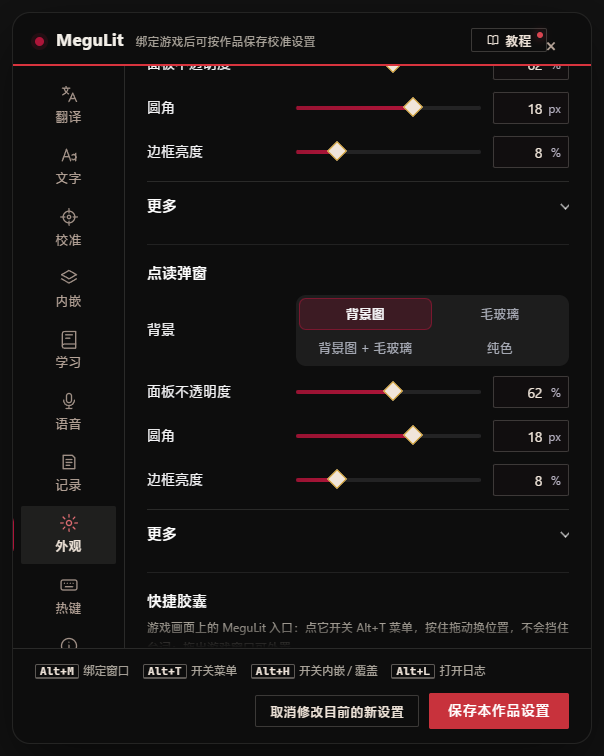 MeguLit 绑定游戏后可按作品保存校准设置 教程 ×
翻译
文字
校准
内嵌
学习
语音
记录
外观
热键
面板不透明度 62 %
圆角 18 px
边框亮度 8 %
更多
点读弹窗
背景 背景图 毛玻璃
背景图 + 毛玻璃 纯色
面板不透明度 62 %
圆角 18 px
边框亮度 8 %
更多
快捷胶囊
游戏画面上的 MeguLit 入口：点它开关 Alt+T 菜单，按住拖动换位置，不会挡住
Alt+M 绑定窗口 Alt+T 开关菜单 Alt+H 开关内嵌 / 覆盖 Alt+L 打开日志
取消修改目前的新设置 保存本作品设置